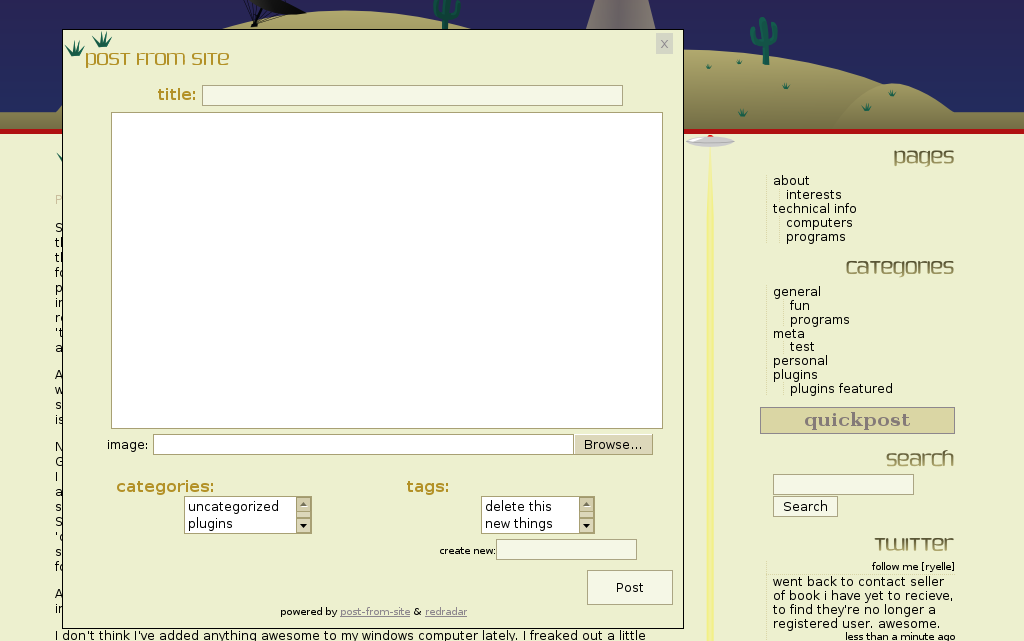 post from site
X
title:
image:
Browse...
categories:
uncategorized
plugins
tags:
delete this
new things
create new:
Post
powered by post-from-site & redradar
I don't think I've added anything awesome to my windows computer lately. I freaked out a little
pages
about
interests
technical info
computers
programs
categories
general
fun
programs
meta
test
personal
plugins
plugins featured
quickpost
search
Search
twitter
follow me [ryelle]
went back to contact seller
of book i have yet to recieve,
to find they're no longer a
registered user. awesome.
less than a minute ago